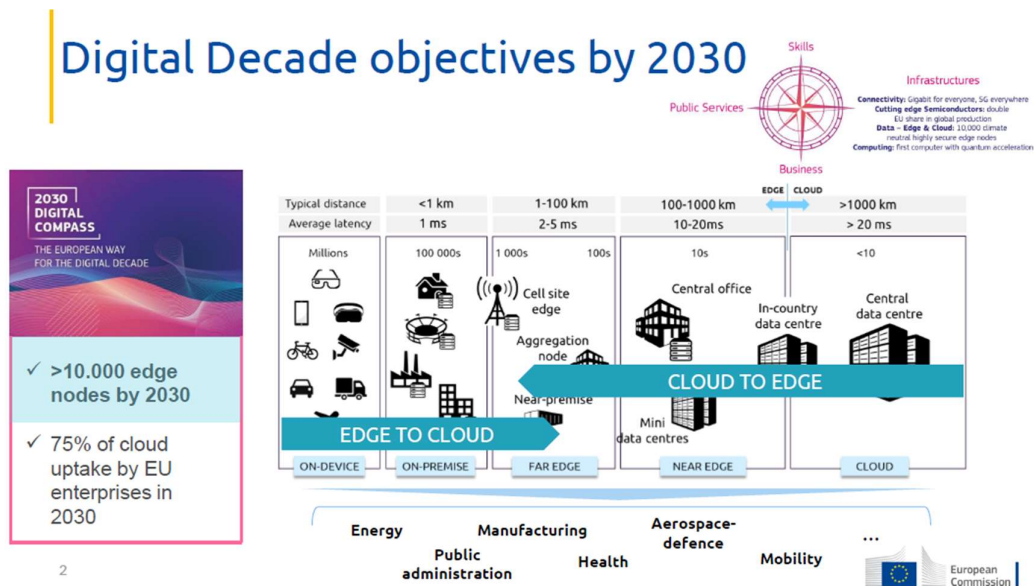 Digital Decade objectives by 2030
Skills
Public Services
Business
Infrastructures
Connectivity: Gigabit for everyone, 5G everywhere
Cutting edge Semiconductors: double
EU share in global production
Data – Edge & Cloud: 10,000 climate
neutral highly secure edge nodes
Computing: first computer with quantum acceleration
2030
DIGITAL
COMPASS
THE EUROPEAN WAY
FOR THE DIGITAL DECADE
✓ >10.000 edge
nodes by 2030
✓ 75% of cloud
uptake by EU
enterprises in
2030
EDGE CLOUD
Typical distance <1 km 1-100 km 100-1000 km >1000 km
Average latency 1 ms 2-5 ms 10-20ms > 20 ms
Millions 100 000s 1 000s 100s 10s <10
Cell site
edge
Aggregation
node
Near-premise
Central office
Mini
data centres
In-country
data centre
Central
data centre
CLOUD TO EDGE
EDGE TO CLOUD
ON-DEVICE ON-PREMISE FAR EDGE NEAR EDGE CLOUD
Energy
Manufacturing
Aerospace-
defence
...
Public
administration
Health
Mobility
2
European
Commission